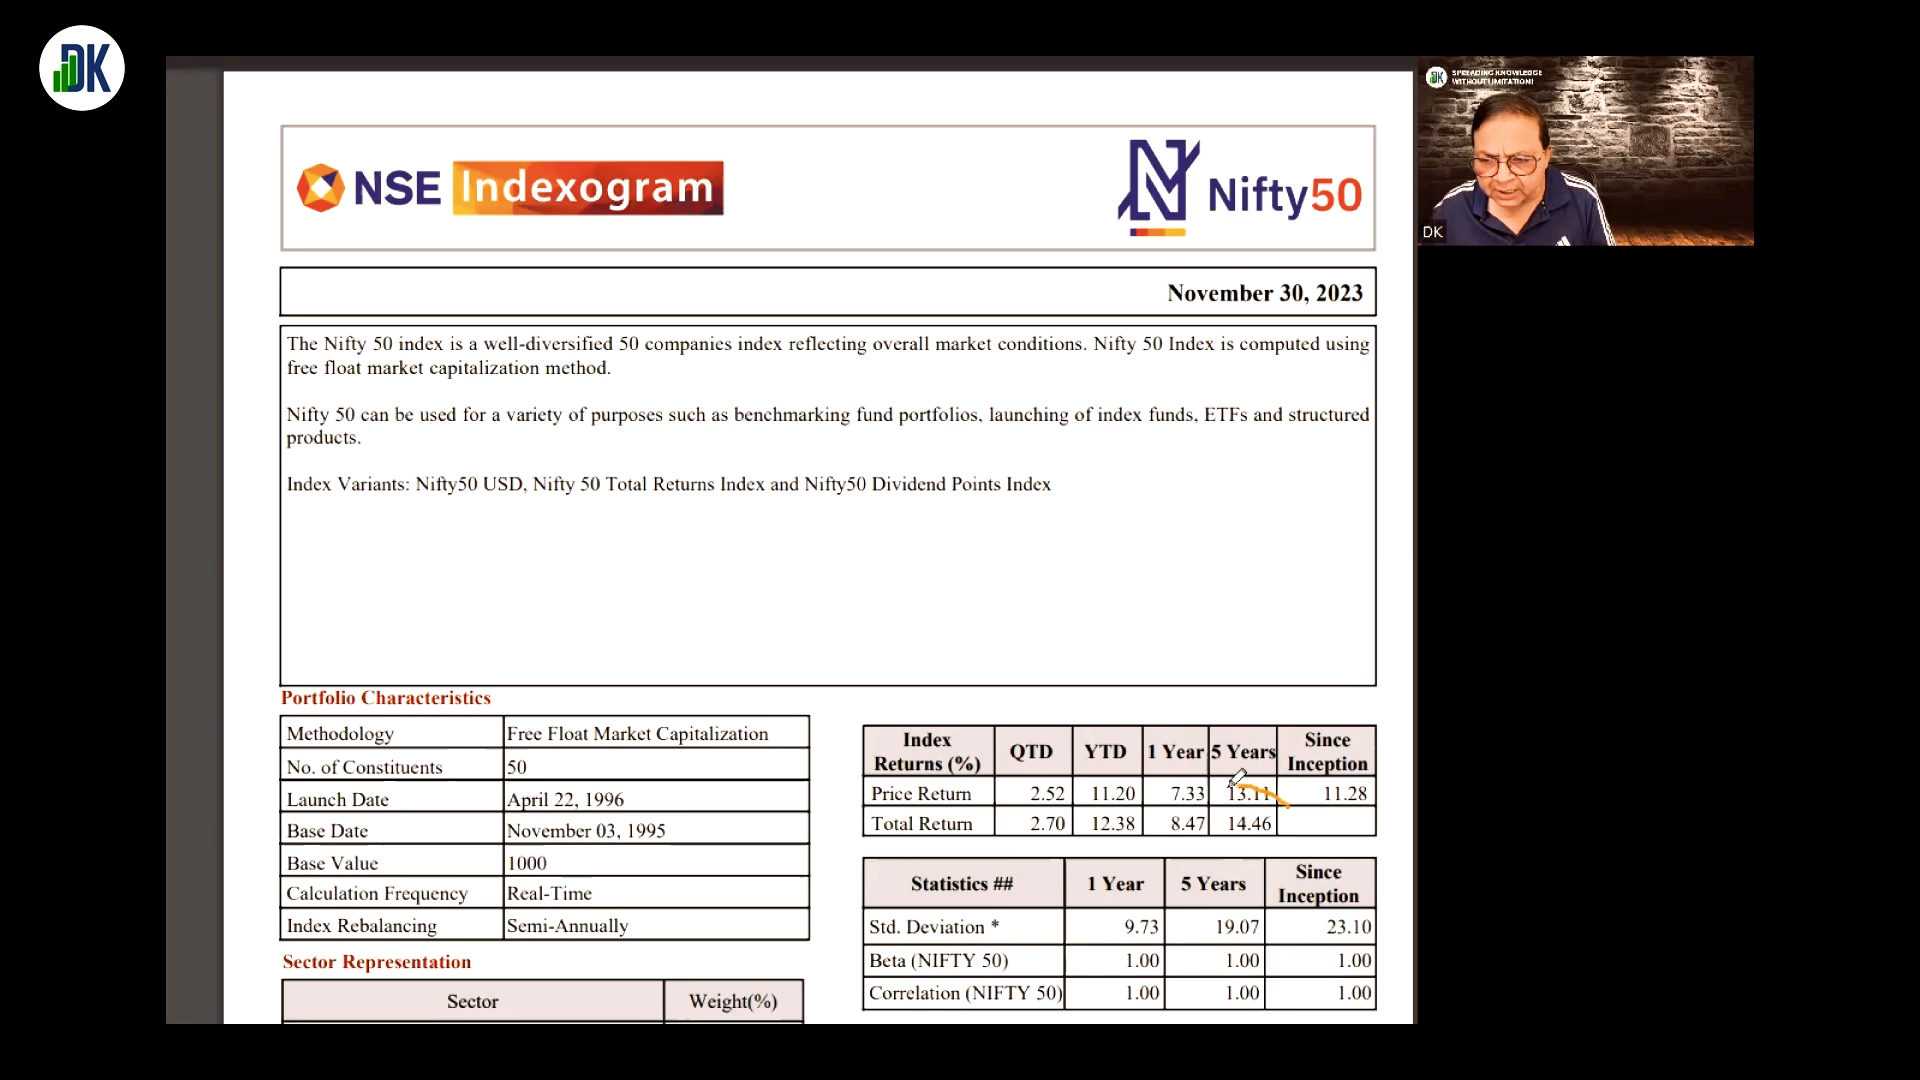 DK
SPREADING KNOWLEDGE
WITHOUT LIMITATION!
DK
NSE Indexogram
Nifty50
November 30, 2023
The Nifty 50 index is a well-diversified 50 companies index reflecting overall market conditions. Nifty 50 Index is computed using
free float market capitalization method.
Nifty 50 can be used for a variety of purposes such as benchmarking fund portfolios, launching of index funds, ETFs and structured
products.
Index Variants: Nifty50 USD, Nifty 50 Total Returns Index and Nifty50 Dividend Points Index
Portfolio Characteristics
Methodology Free Float Market Capitalization
No. of Constituents 50
Launch Date April 22, 1996
Base Date November 03, 1995
Base Value 1000
Calculation Frequency Real-Time
Index Rebalancing Semi-Annually
Index Returns (%) QTD YTD 1 Year 5 Years Since Inception
Price Return 2.52 11.20 7.33 13.11 11.28
Total Return 2.70 12.38 8.47 14.46
Statistics ## 1 Year 5 Years Since Inception
Std. Deviation * 9.73 19.07 23.10
Beta (NIFTY 50) 1.00 1.00 1.00
Correlation (NIFTY 50) 1.00 1.00 1.00
Sector Representation
Sector Weight(%)